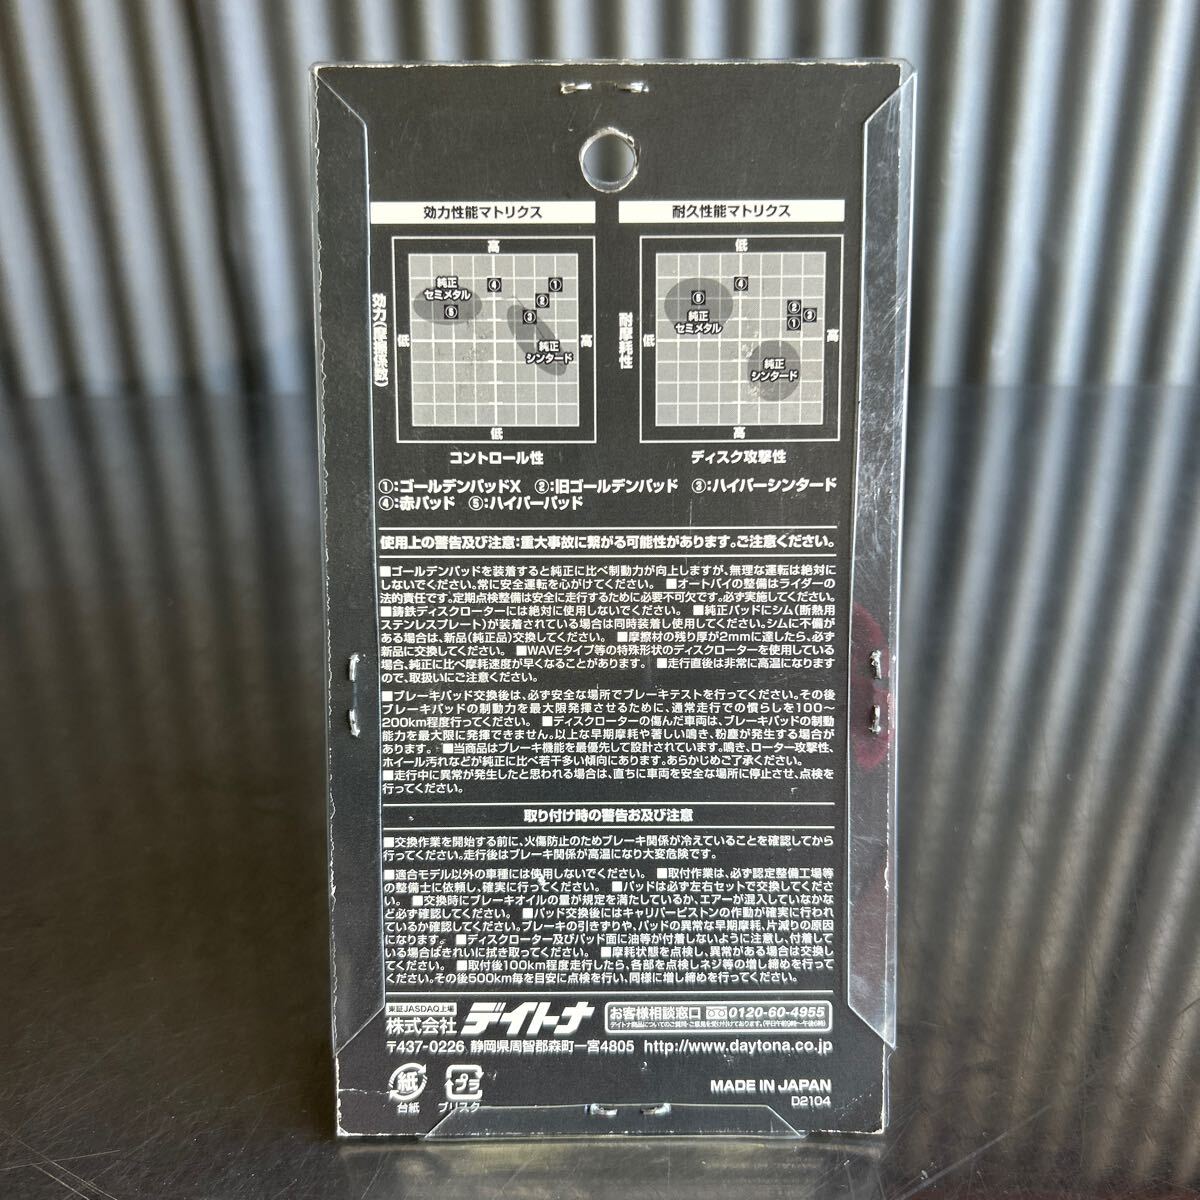 効力性能マトリクス
耐久性能マトリクス
高
効力(摩擦係数)
低
高
低
コントロール性
純正
セミメタル
⑤
④
①
②
③
純正
シンタード
低
耐摩耗性
低
高
高
ディスク攻撃性
⑤
純正
セミメタル
④
②
①
③
純正
シンタード
①:ゴールデンパッドX ②:旧ゴールデンパッド ③:ハイパーシンタード
④:赤パッド ⑤:ハイパーパッド
使用上の警告及び注意:重大事故に繋がる可能性があります。ご注意ください。
■ゴールデンパッドを装着すると純正に比べ制動力が向上しますが、無理な運転は絶対に
しないでください。常に安全運転を心がけてください。 ■オートバイの整備はライダーの
法的責任です。定期点検整備は安全に走行するために必要不可欠です。必ず実施してください。
■鋳鉄ディスクローターには絶対に使用しないでください。 ■純正パッドにシム(断熱用
ステンレスプレート)が装着されている場合は同時装着し使用してください。シムに不備が
ある場合は、新品(純正品)交換してください。 ■摩擦材の残り厚が2mmに達したら、必ず
新品に交換してください。 ■WAVEタイプ等の特殊形状のディスクローターを使用している
場合、純正に比べ摩耗速度が早くなることがあります。 ■走行直後は非常に高温になります
ので、取扱いにご注意ください。
■ブレーキパッド交換後は、必ず安全な場所でブレーキテストを行ってください。その後
ブレーキパッドの制動力を最大限発揮させるために、通常走行での慣らしを100〜
200km程度行ってください。 ■ディスクローターの傷んだ車両は、ブレーキパッドの制動
能力を最大限に発揮できません。以上な早期摩耗や著しい鳴き、粉塵が発生する場合が
あります。 ■当商品はブレーキ機能を最優先して設計されています。鳴き、ローター攻撃性、
ホイール汚れなどが純正に比べ若干多い傾向にあります。あらかじめご了承ください。
■走行中に異常が発生したと思われる場合は、直ちに車両を安全な場所に停止させ、点検を
行ってください。
取り付け時の警告お及び注意
■交換作業を開始する前に、火傷防止のためブレーキ関係が冷えていることを確認してから
行ってください。走行後はブレーキ関係が高温になり大変危険です。
■適合モデル以外の車種には使用しないでください。 ■取付作業は、必ず認定整備工場等
の整備士に依頼し、確実に行ってください。 ■パッドは必ず左右セットで交換してくださ
い。 ■交換時にブレーキオイルの量が規定を満たしているか、エアーが混入していなかな
ど必ず確認してください。 ■パッド交換後にはキャリパーピストンの作動が確実に行われ
ているか確認してください。ブレーキの引きずりや、パッドの異常な早期摩耗、片減りの原因
になります。 ■ディスクローター及びパッド面に油等が付着しないように注意し、付着して
いる場合はきれいに拭き取ってください。 ■摩耗状態を点検し、異常がある場合は交換し
てください。 ■取付後100km程度走行したら、各部を点検しネジ等の増し締めを行ってく
ださい。その後500km毎を目安に点検を行い、同様に増し締めを行ってください。
東証JASDAQ上場
株式会社 デイトナ
お客様相談窓口 0120-60-4955
デイトナ商品についてのご質問・ご意見を受け付けております。(平日午前9時〜午後6時)
〒437-0226 静岡県周智郡森町一宮4805 http://www.daytona.co.jp
紙
台紙
プラ
ブリスター
MADE IN JAPAN
D2104